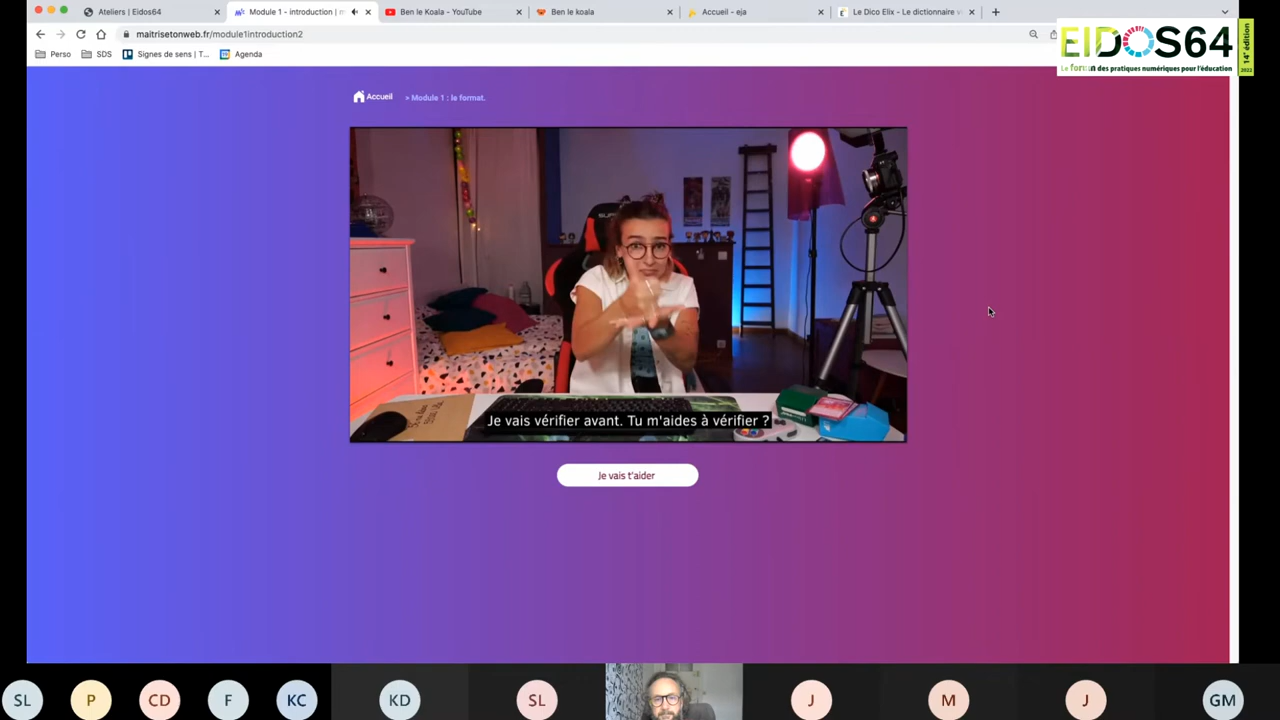 Ateliers | Eidos64
Module 1 - introduction | m
Ben le Koala - YouTube
Ben le koala
Accueil - eja
Le Dico Elix - Le dictionnaire v
maitrisetonweb.fr/module1introduction2
Perso
SDS
Signes de sens | T...
Agenda
EIDOS64
Le forum des pratiques numériques pour l'éducation
14e édition
2022
Accueil
> Module 1 : le format.
Je vais vérifier avant. Tu m'aides à vérifier ?
Je vais t'aider
SL
P
CD
F
KC
KD
SL
J
M
J
GM